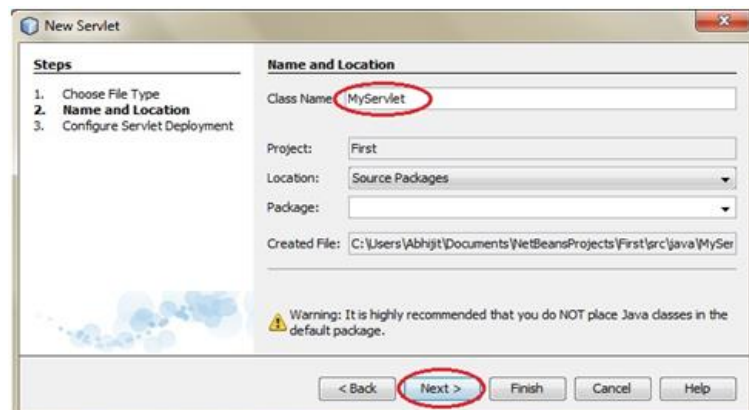 New Servlet
Steps
1. Choose File Type
2. Name and Location
3. Configure Servlet Deployment
Name and Location
Class Name: MyServlet
Project: First
Location: Source Packages
Package:
Created File: C:\Users\Abhijit\Documents\NetBeansProjects\First\src\java\MySer
Warning: It is highly recommended that you do NOT place Java classes in the
default package.
< Back Next > Finish Cancel Help